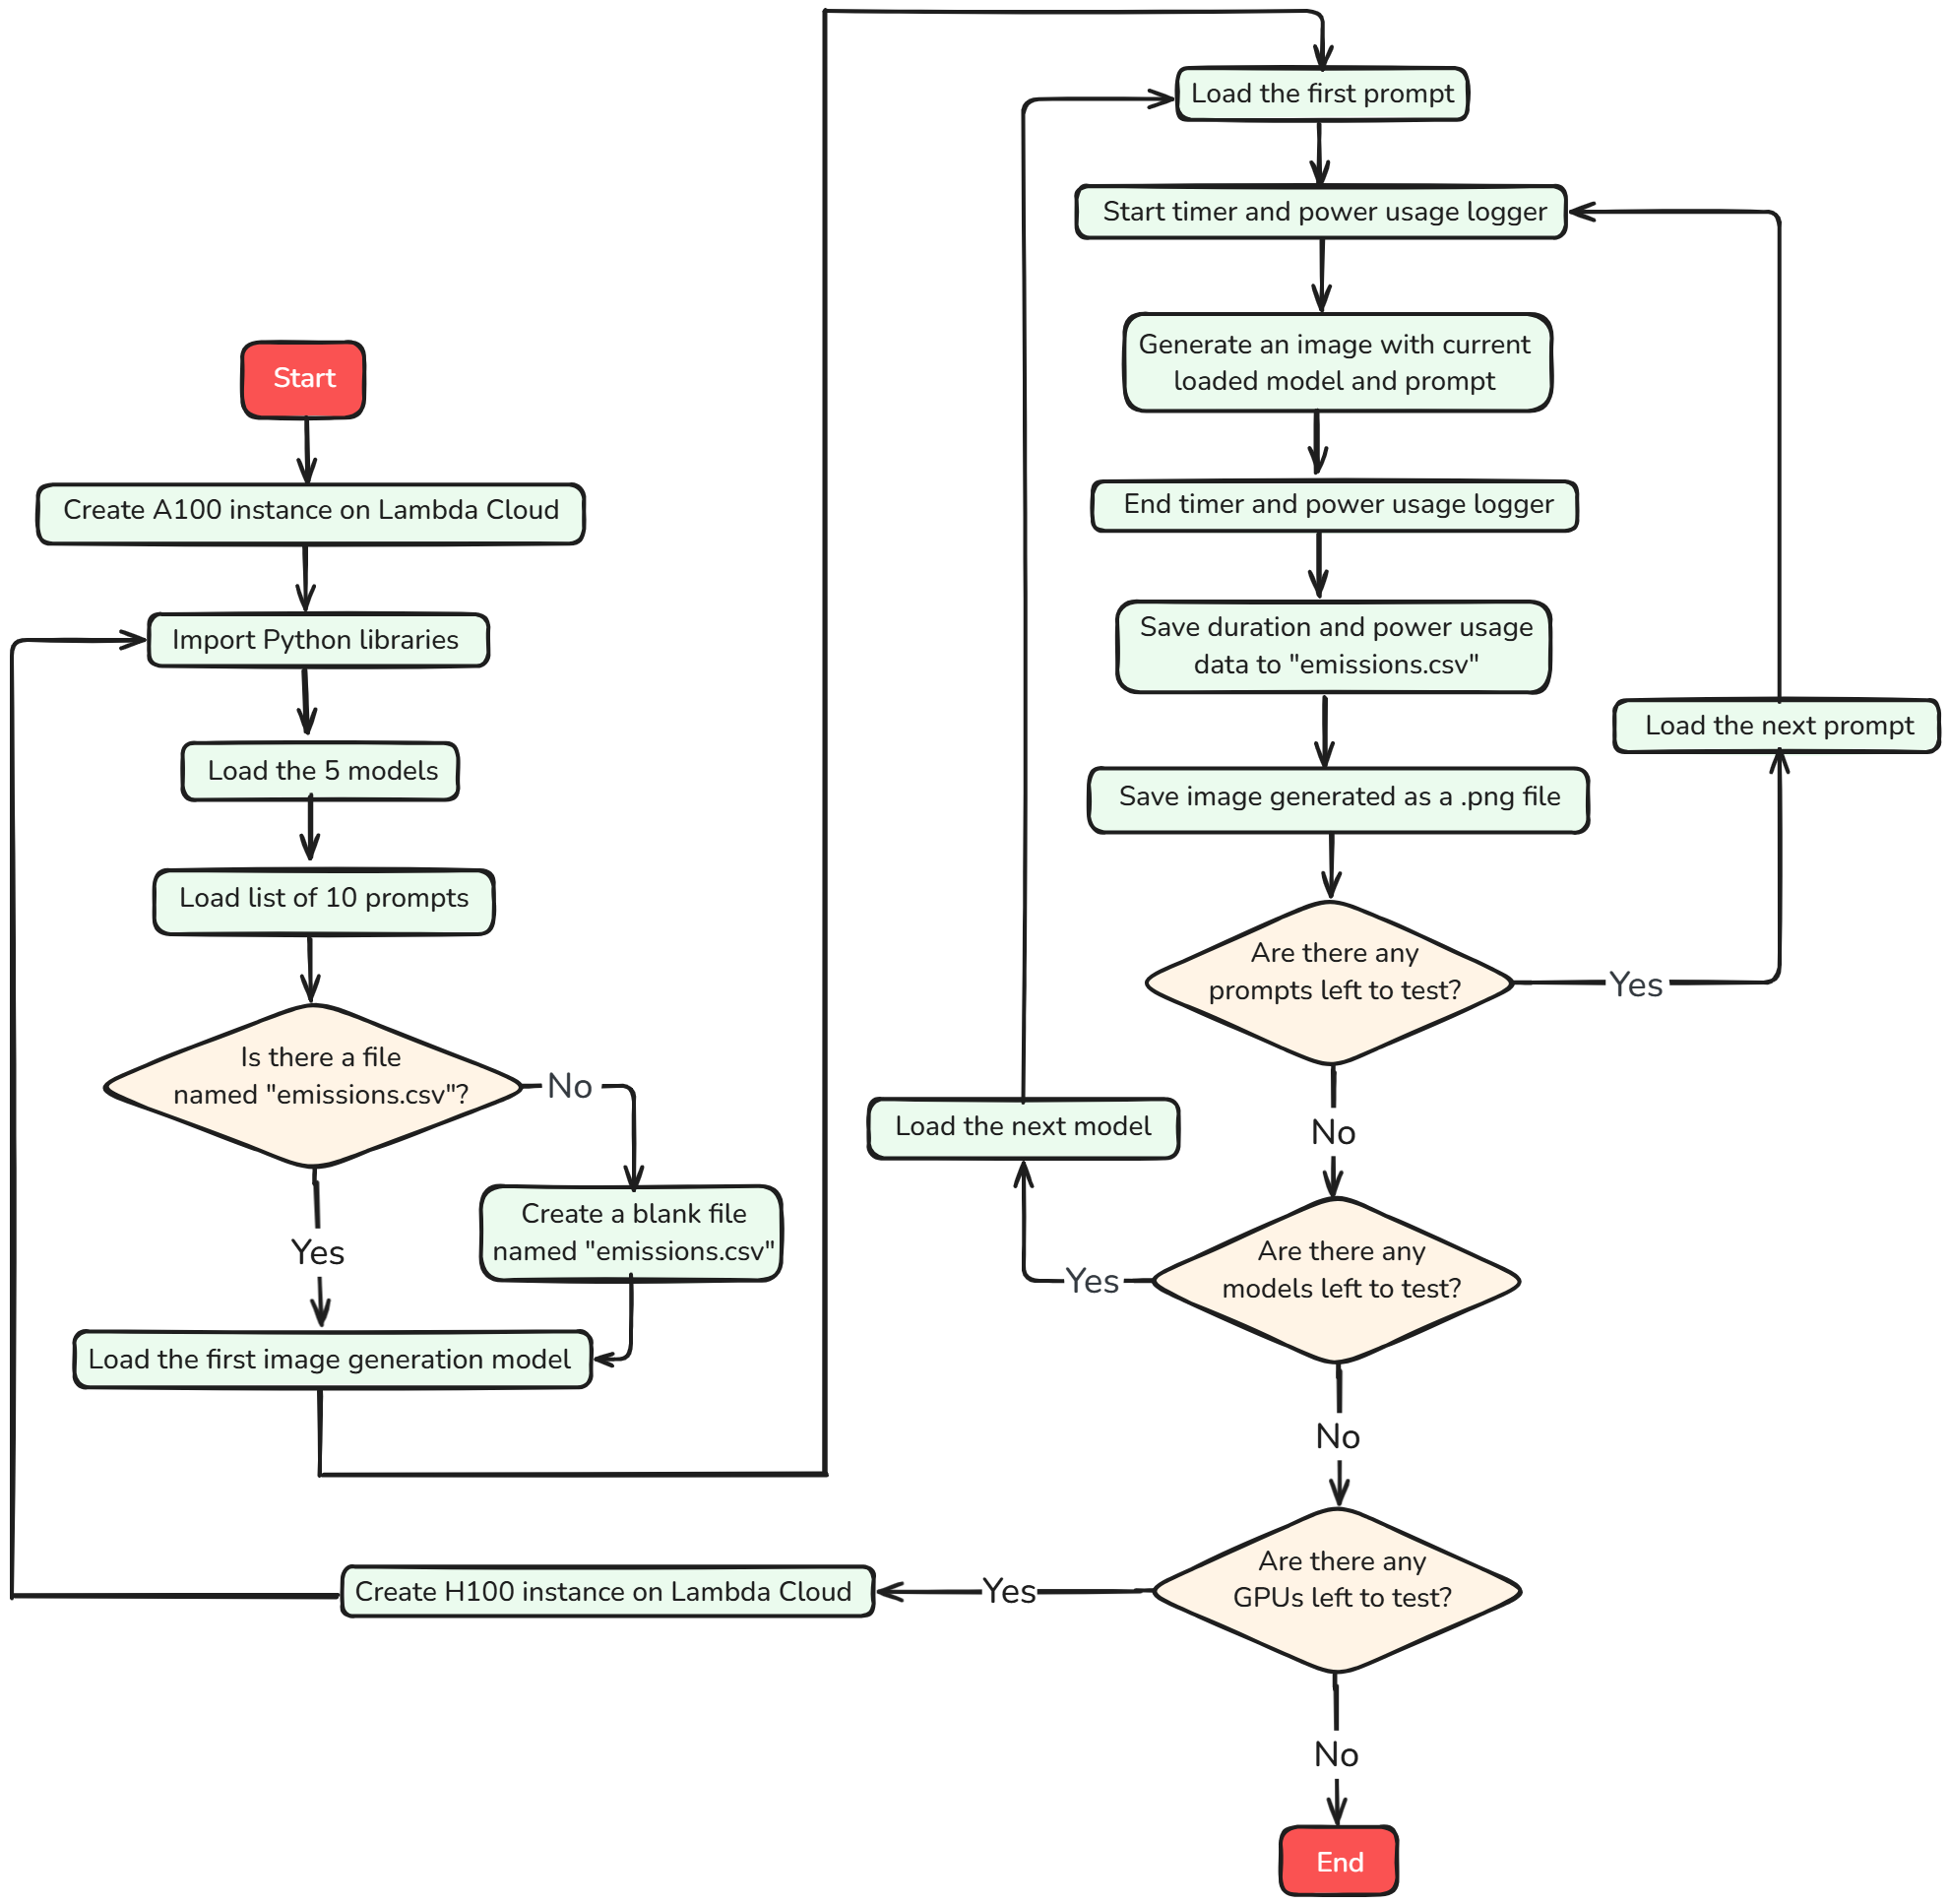 Start
Create A100 instance on Lambda Cloud
Import Python libraries
Load the 5 models
Load list of 10 prompts
Is there a file
named "emissions.csv"?
No
Create a blank file
named "emissions.csv"
Yes
Load the first image generation model
Load the first prompt
Start timer and power usage logger
Generate an image with current
loaded model and prompt
End timer and power usage logger
Save duration and power usage
data to "emissions.csv"
Save image generated as a .png file
Are there any
prompts left to test?
Yes
Load the next prompt
No
Are there any
models left to test?
Yes
Load the next model
No
Are there any
GPUs left to test?
Yes
Create H100 instance on Lambda Cloud
No
End